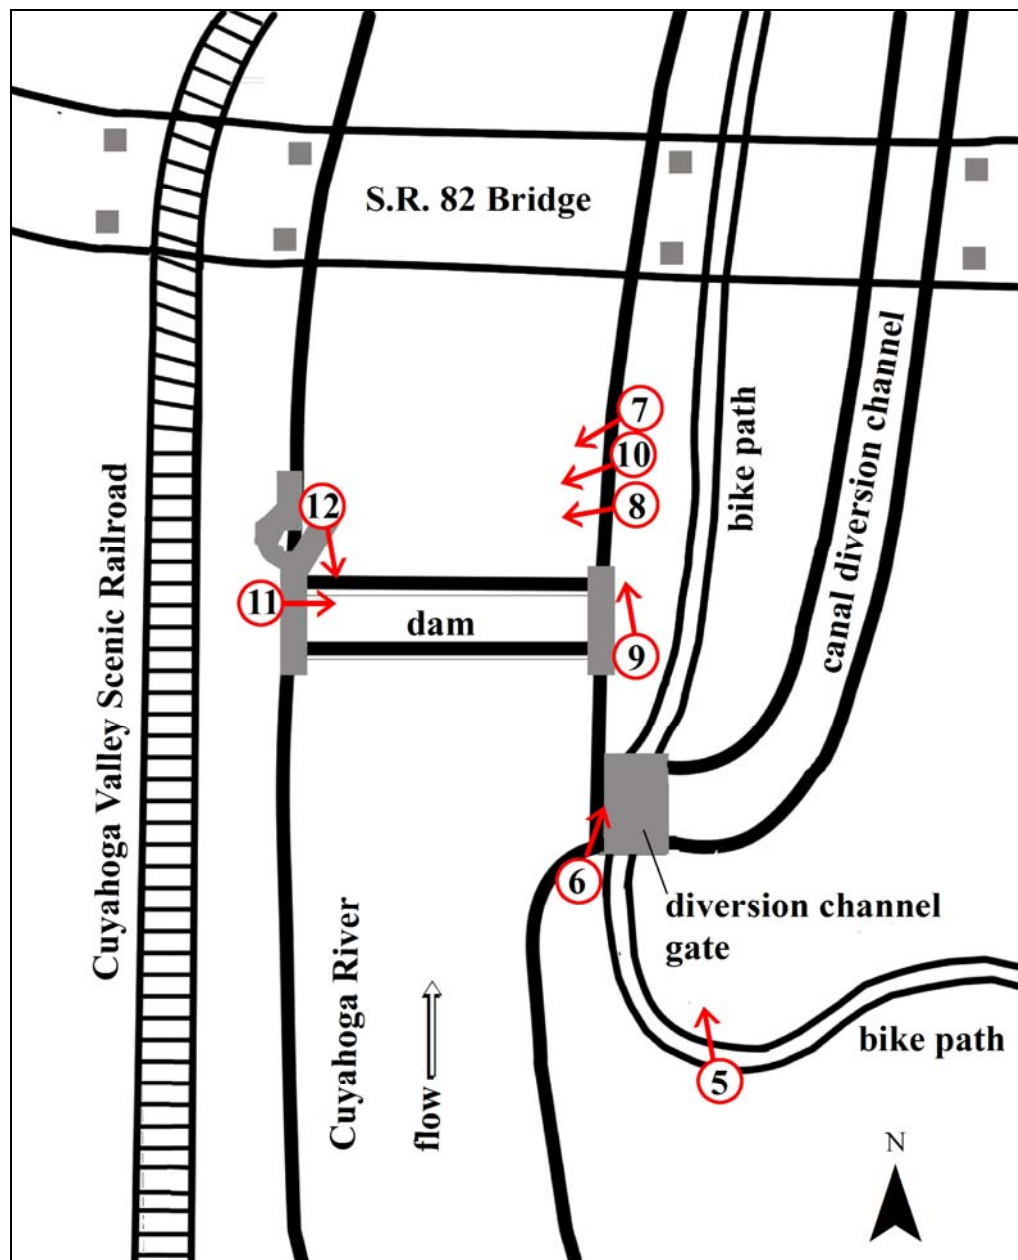 S.R. 82 Bridge
7
10
8
12
11
dam
9
bike path
canal diversion channel
Cuyahoga Valley Scenic Railroad
6
diversion channel
gate
Cuyahoga River
flow
5
bike path
N